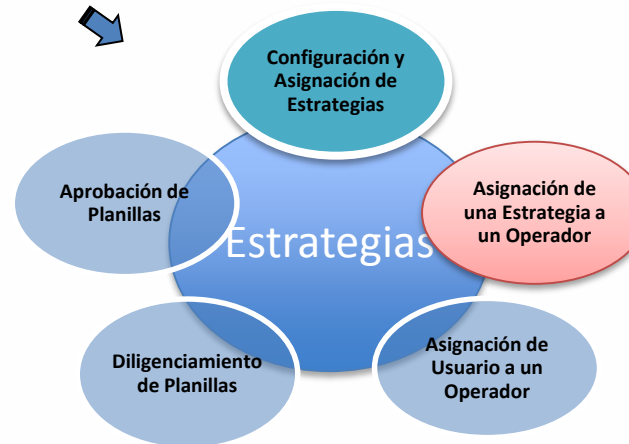 Configuración y
Asignación de
Estrategias
Aprobación de
Planillas
Asignación de
una Estrategia a
un Operador
Estrategias
Diligenciamiento
de Planillas
Asignación de
Usuario a un
Operador